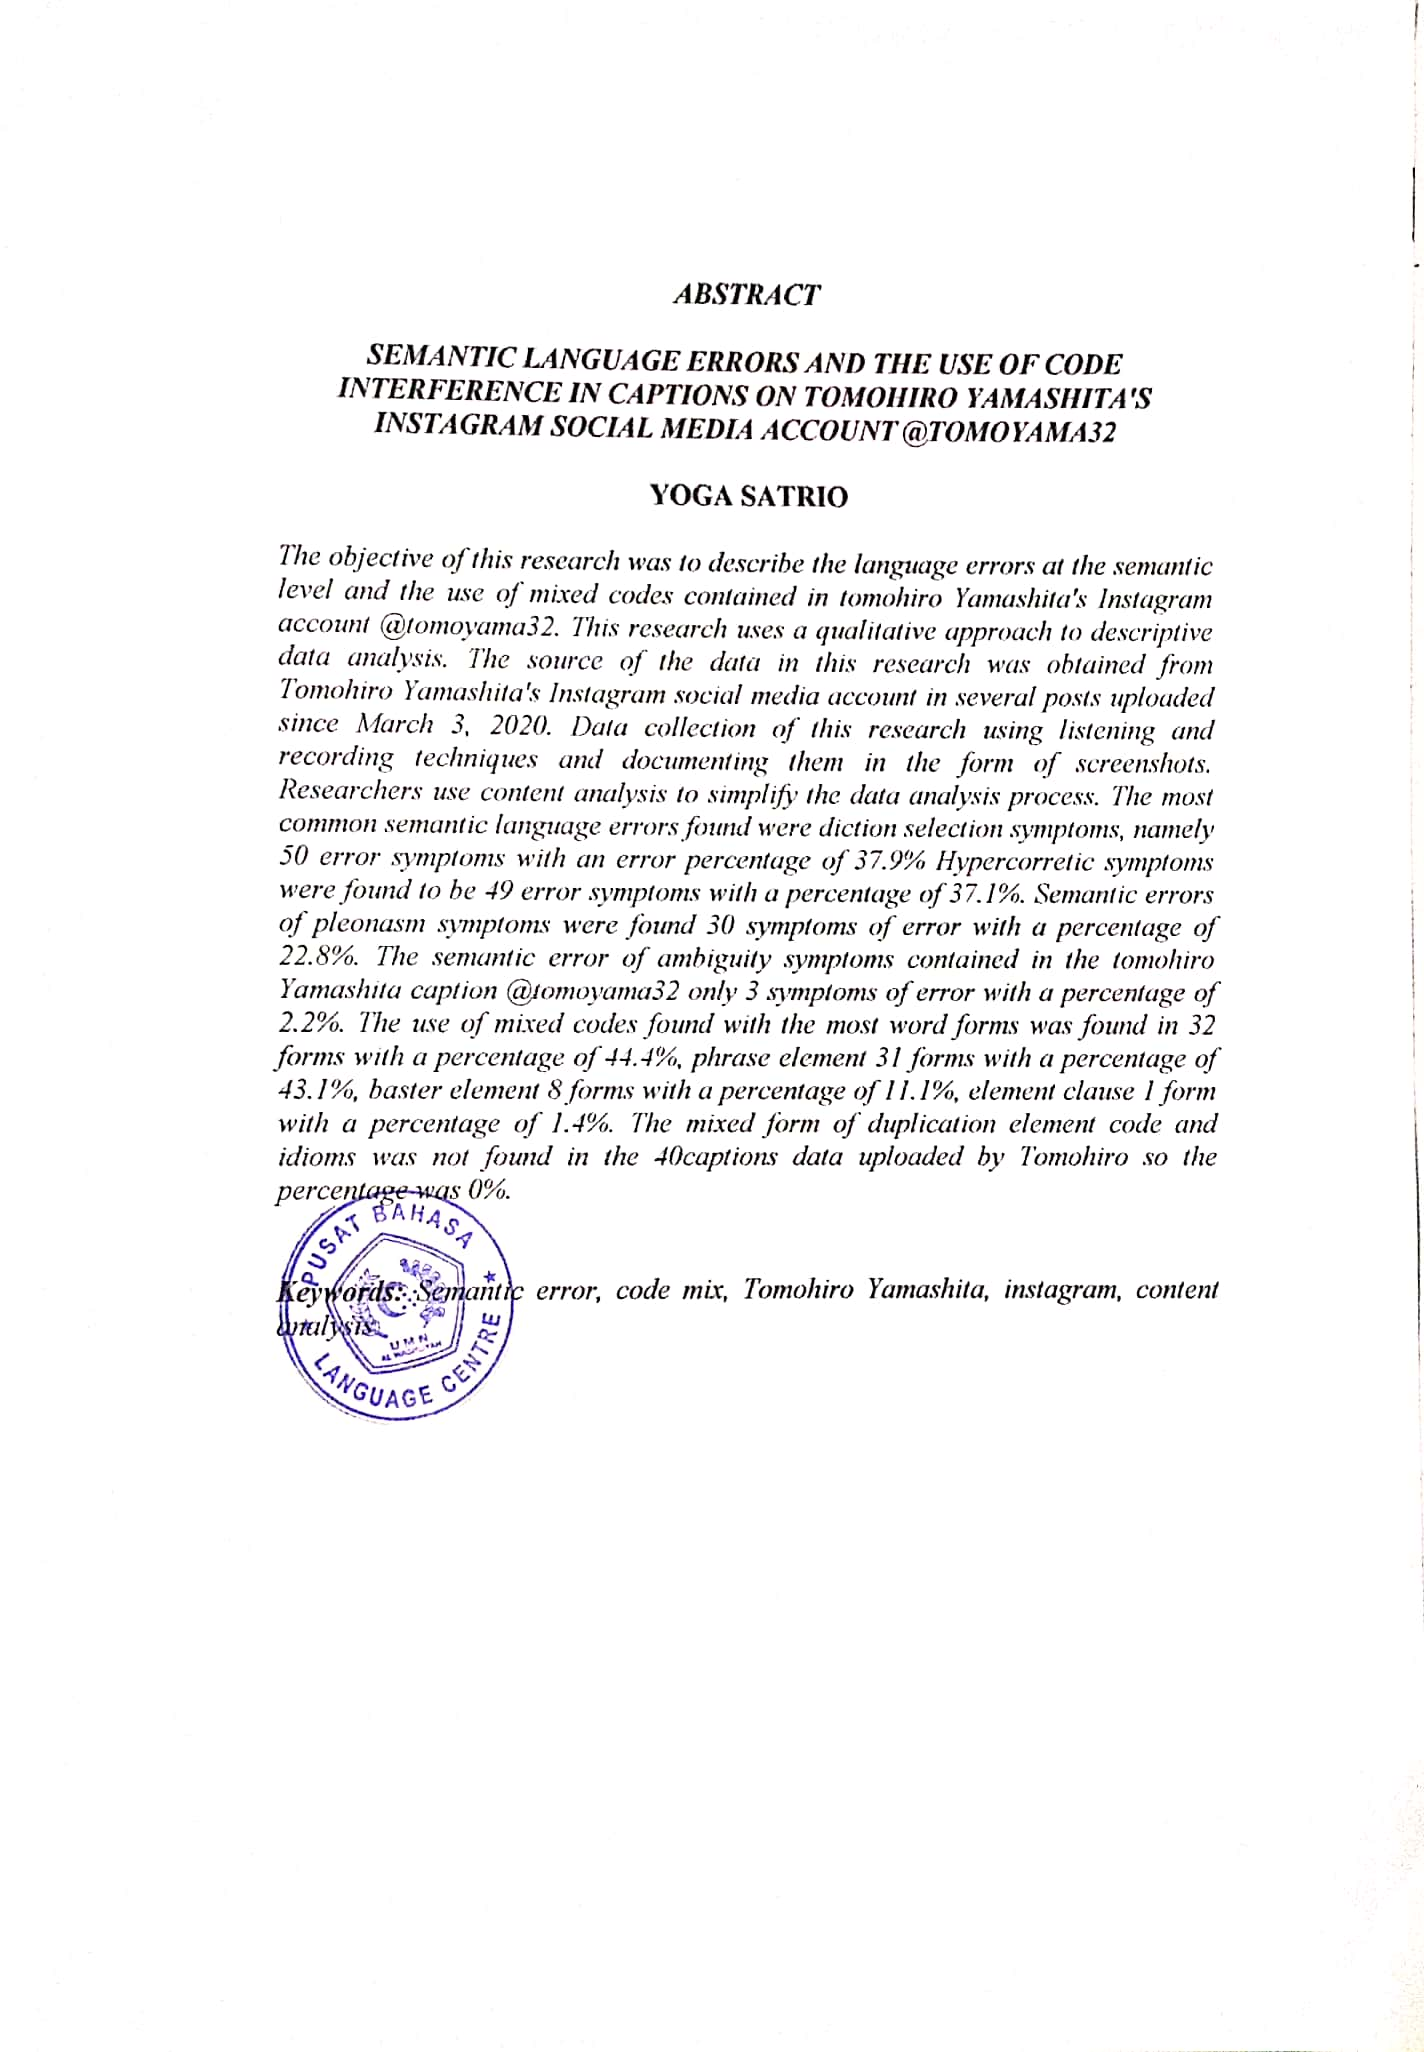 ABSTRACT
SEMANTIC LANGUAGE ERRORS AND THE USE OF CODE
INTERFERENCE IN CAPTIONS ON TOMOHIRO YAMASHITA'S
INSTAGRAM SOCIAL MEDIA ACCOUNT @TOMOYAMA32
YOGA SATRIO
The objective of this research was to describe the language errors at the semantic
level and the use of mixed codes contained in tomohiro Yamashita's Instagram
account @tomoyama32. This research uses a qualitative approach to descriptive
data analysis. The source of the data in this research was obtained from
Tomohiro Yamashita's Instagram social media account in several posts uploaded
since March 3, 2020. Data collection of this research using listening and
recording techniques and documenting them in the form of screenshots.
Researchers use content analysis to simplify the data analysis process. The most
common semantic language errors found were diction selection symptoms, namely
50 error symptoms with an error percentage of 37.9% Hypercorretic symptoms
were found to be 49 error symptoms with a percentage of 37.1%. Semantic errors
of pleonasm symptoms were found 30 symptoms of error with a percentage of
22.8%. The semantic error of ambiguity symptoms contained in the tomohiro
Yamashita caption @tomoyama32 only 3 symptoms of error with a percentage of
2.2%. The use of mixed codes found with the most word forms was found in 32
forms with a percentage of 44.4%, phrase element 31 forms with a percentage of
43.1%, baster element 8 forms with a percentage of 11.1%, element clause 1 form
with a percentage of 1.4%. The mixed form of duplication element code and
idioms was not found in the 40captions data uploaded by Tomohiro so the
percentage was 0%.
Keywords: Semantic error, code mix, Tomohiro Yamashita, instagram, content
analysis
PUSAT BAHASA
UMN
LANGUAGE CENTRE